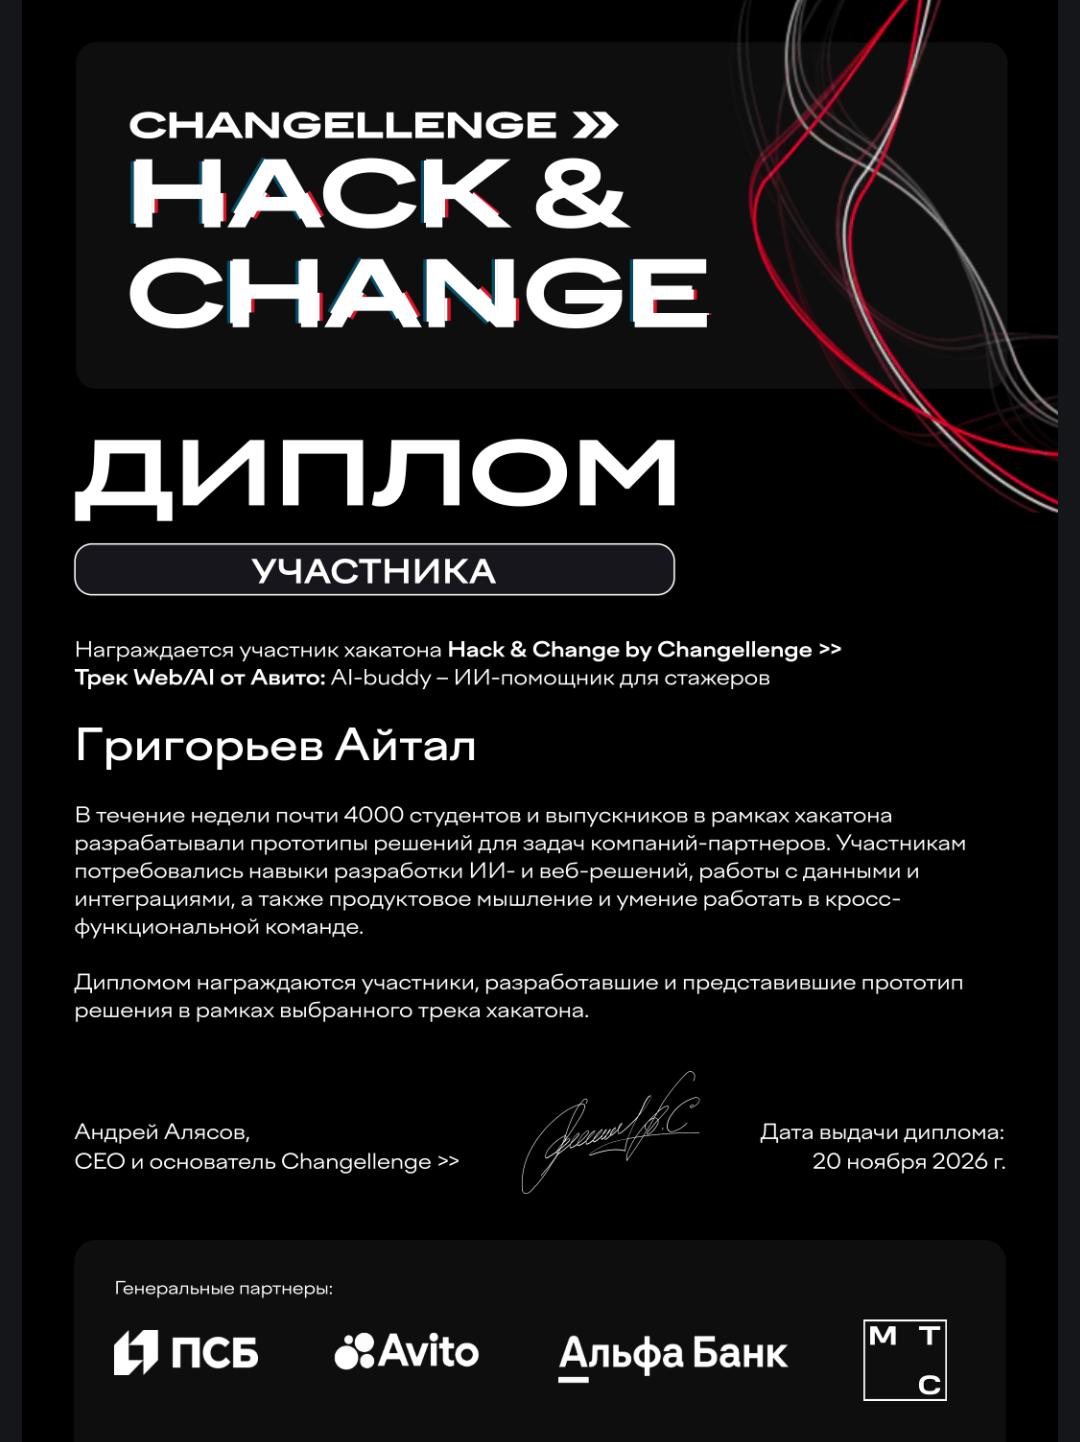 CHANGELLENGE >>
HACK &
CHANGE
ДИПЛОМ
УЧАСТНИКА
Награждается участник хакатона Hack & Change by Changellenge >>
Трек Web/AI от Авито: AI-buddy – ИИ-помощник для стажеров
Григорьев Айтал
В течение недели почти 4000 студентов и выпускников в рамках хакатона
разрабатывали прототипы решений для задач компаний-партнеров. Участникам
потребовались навыки разработки ИИ- и веб-решений, работы с данными и
интеграциями, а также продуктовое мышление и умение работать в кросс-
функциональной команде.
Дипломом награждаются участники, разработавшие и представившие прототип
решения в рамках выбранного трека хакатона.
Андрей Алясов,
CEO и основатель Changellenge >>
Дата выдачи диплома:
20 ноября 2026 г.
Генеральные партнеры:
ПСБ
Avito
Альфа Банк
М Т
С